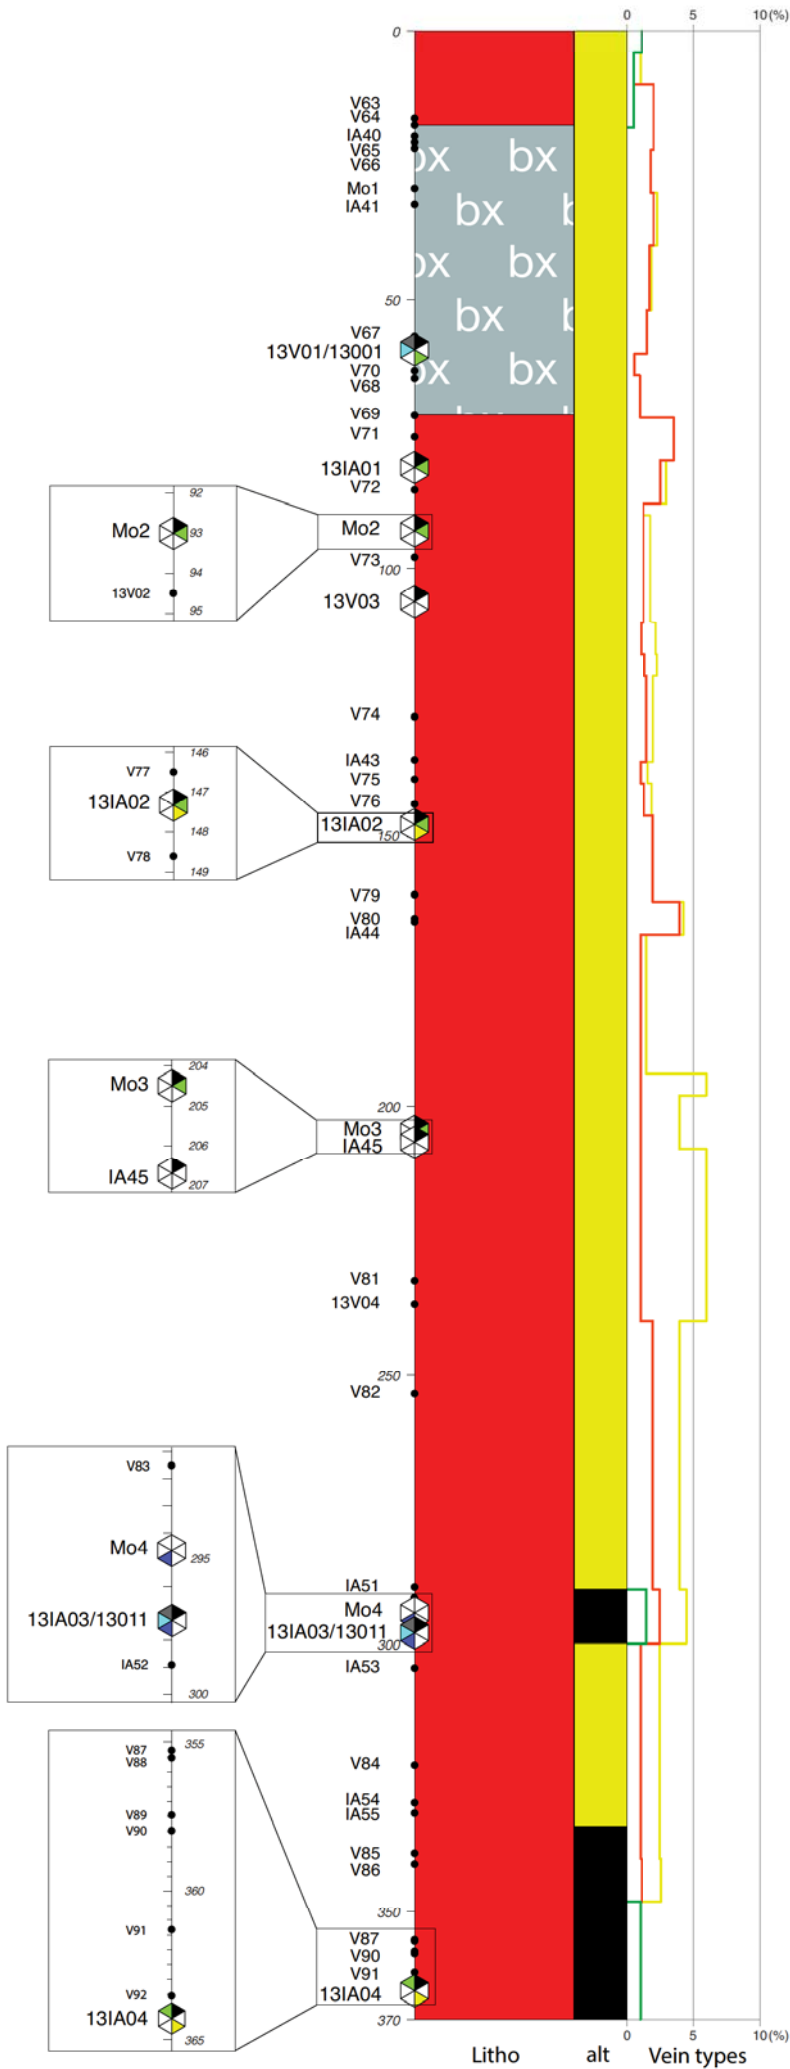 0 5 10(%)
0
V63
V64
IA40
V65
V66
bx bx
Mo1
IA41
bx b
bx bx
50
bx b
V67
13V01/13001
V70
V68
bx bx
V69
bx
V71
13IA01
V72
92
Mo2
93
94
13V02
95
Mo2
V73
100
13V03
V74
146
V77
147
13IA02
148
V78
149
IA43
V75
V76
13IA02
150
V79
V80
IA44
204
Mo3
205
206
IA45
207
200
Mo3
IA45
V81
13V04
250
V82
V83
Mo4
295
13IA03/13011
IA52
300
IA51
Mo4
13IA03/13011
300
IA53
V84
IA54
IA55
V85
V86
V87
355
V88
V89
V90
360
V91
V92
13IA04
365
350
V87
V90
V91
13IA04
370
0 5 10(%)
Litho alt Vein types